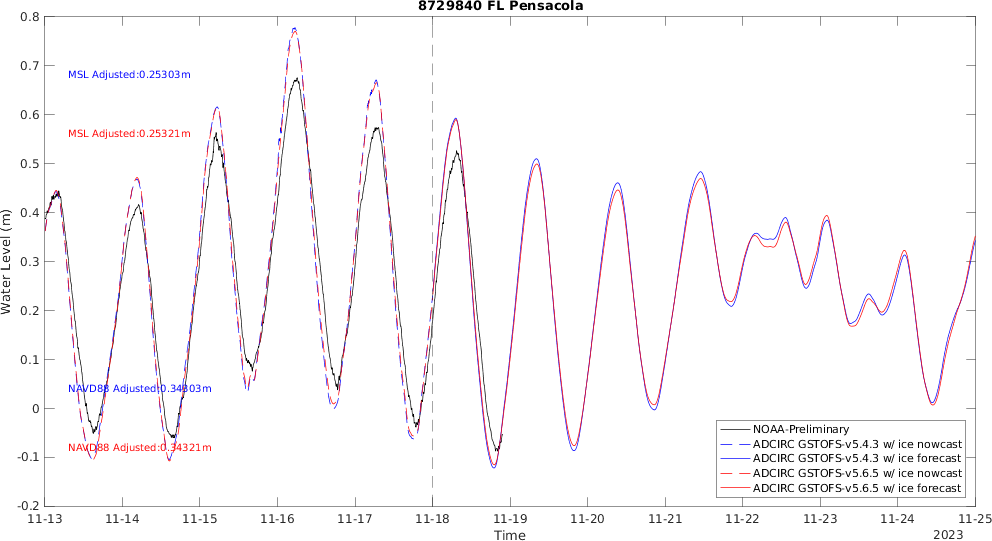 8729840 FL Pensacola
0.8
0.7
0.6
0.5
0.4
0.3
0.2
0.1
0
-0.1
-0.2
Water Level (m)
MSL Adjusted:0.25303m
MSL Adjusted:0.25321m
NAVD88 Adjusted:0.34303m
NAVD88 Adjusted:0.34321m
NOAA-Preliminary
ADCIRC GSTOFS-v5.4.3 w/ ice nowcast
ADCIRC GSTOFS-v5.4.3 w/ ice forecast
ADCIRC GSTOFS-v5.6.5 w/ ice nowcast
ADCIRC GSTOFS-v5.6.5 w/ ice forecast
11-13 11-14 11-15 11-16 11-17 11-18 11-19 11-20 11-21 11-22 11-23 11-24 11-25
Time
2023